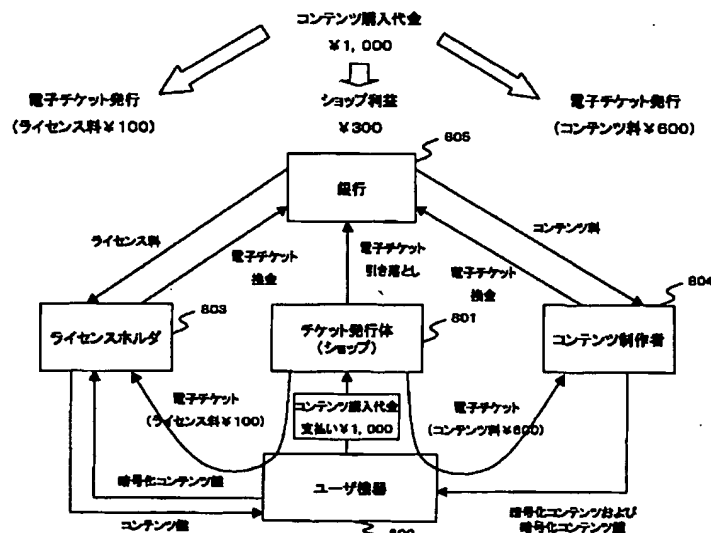 コンテンツ購入代金
¥1,000
電子チケット発行
(ライセンス料¥100)
ショップ利益
¥300
電子チケット発行
(コンテンツ料¥600)
805
銀行
ライセンス料
電子チケット
換金
電子チケット
引き落とし
電子チケット
換金
コンテンツ料
803
ライセンスホルダ
チケット発行体
(ショップ)
801
804
コンテンツ制作者
電子チケット
(ライセンス料¥100)
コンテンツ購入代金
支払い¥1,000
電子チケット
(コンテンツ料¥600)
暗号化コンテンツ鍵
コンテンツ鍵
ユーザ機器
暗号化コンテンツおよび
暗号化コンテンツ鍵